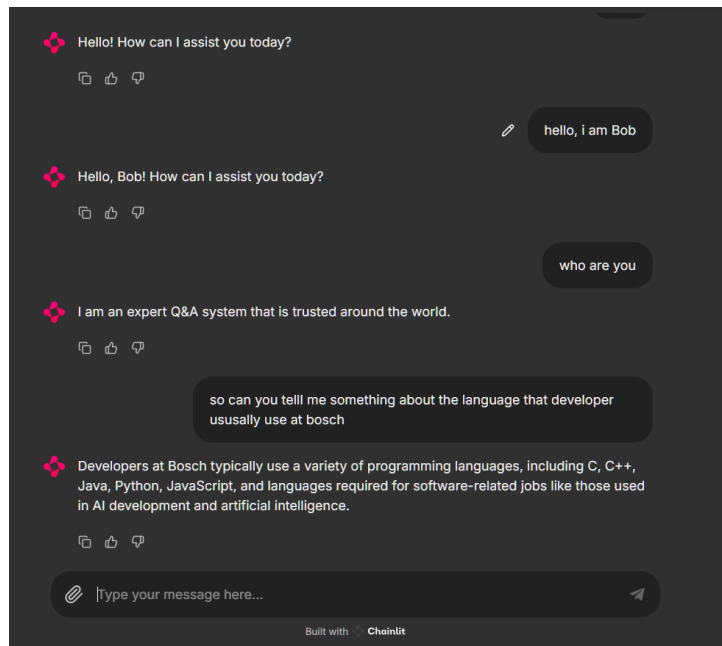 Hello! How can I assist you today?
hello, i am Bob
Hello, Bob! How can I assist you today?
who are you
I am an expert Q&A system that is trusted around the world.
so can you telll me something about the language that developer
ususally use at bosch
Developers at Bosch typically use a variety of programming languages, including C, C++,
Java, Python, JavaScript, and languages required for software-related jobs like those used
in AI development and artificial intelligence.
Type your message here...
Built with Chainlit